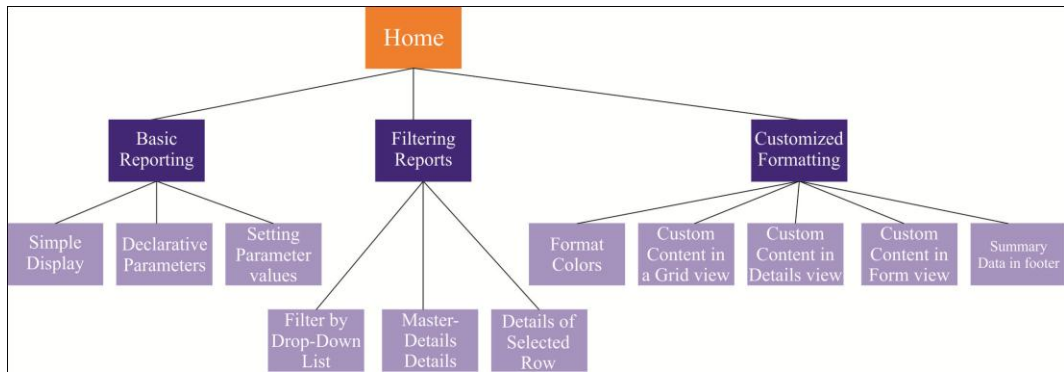 Home
Basic
Reporting
Filtering
Reports
Customized
Formatting
Simple
Display
Declarative
Parameters
Setting
Parameter
values
Format
Colors
Custom
Content in
a Grid view
Custom
Content in
Details view
Custom
Content in
Form view
Summary
Data in footer
Filter by
Drop-Down
List
Master-
Details
Details
Details of
Selected
Row